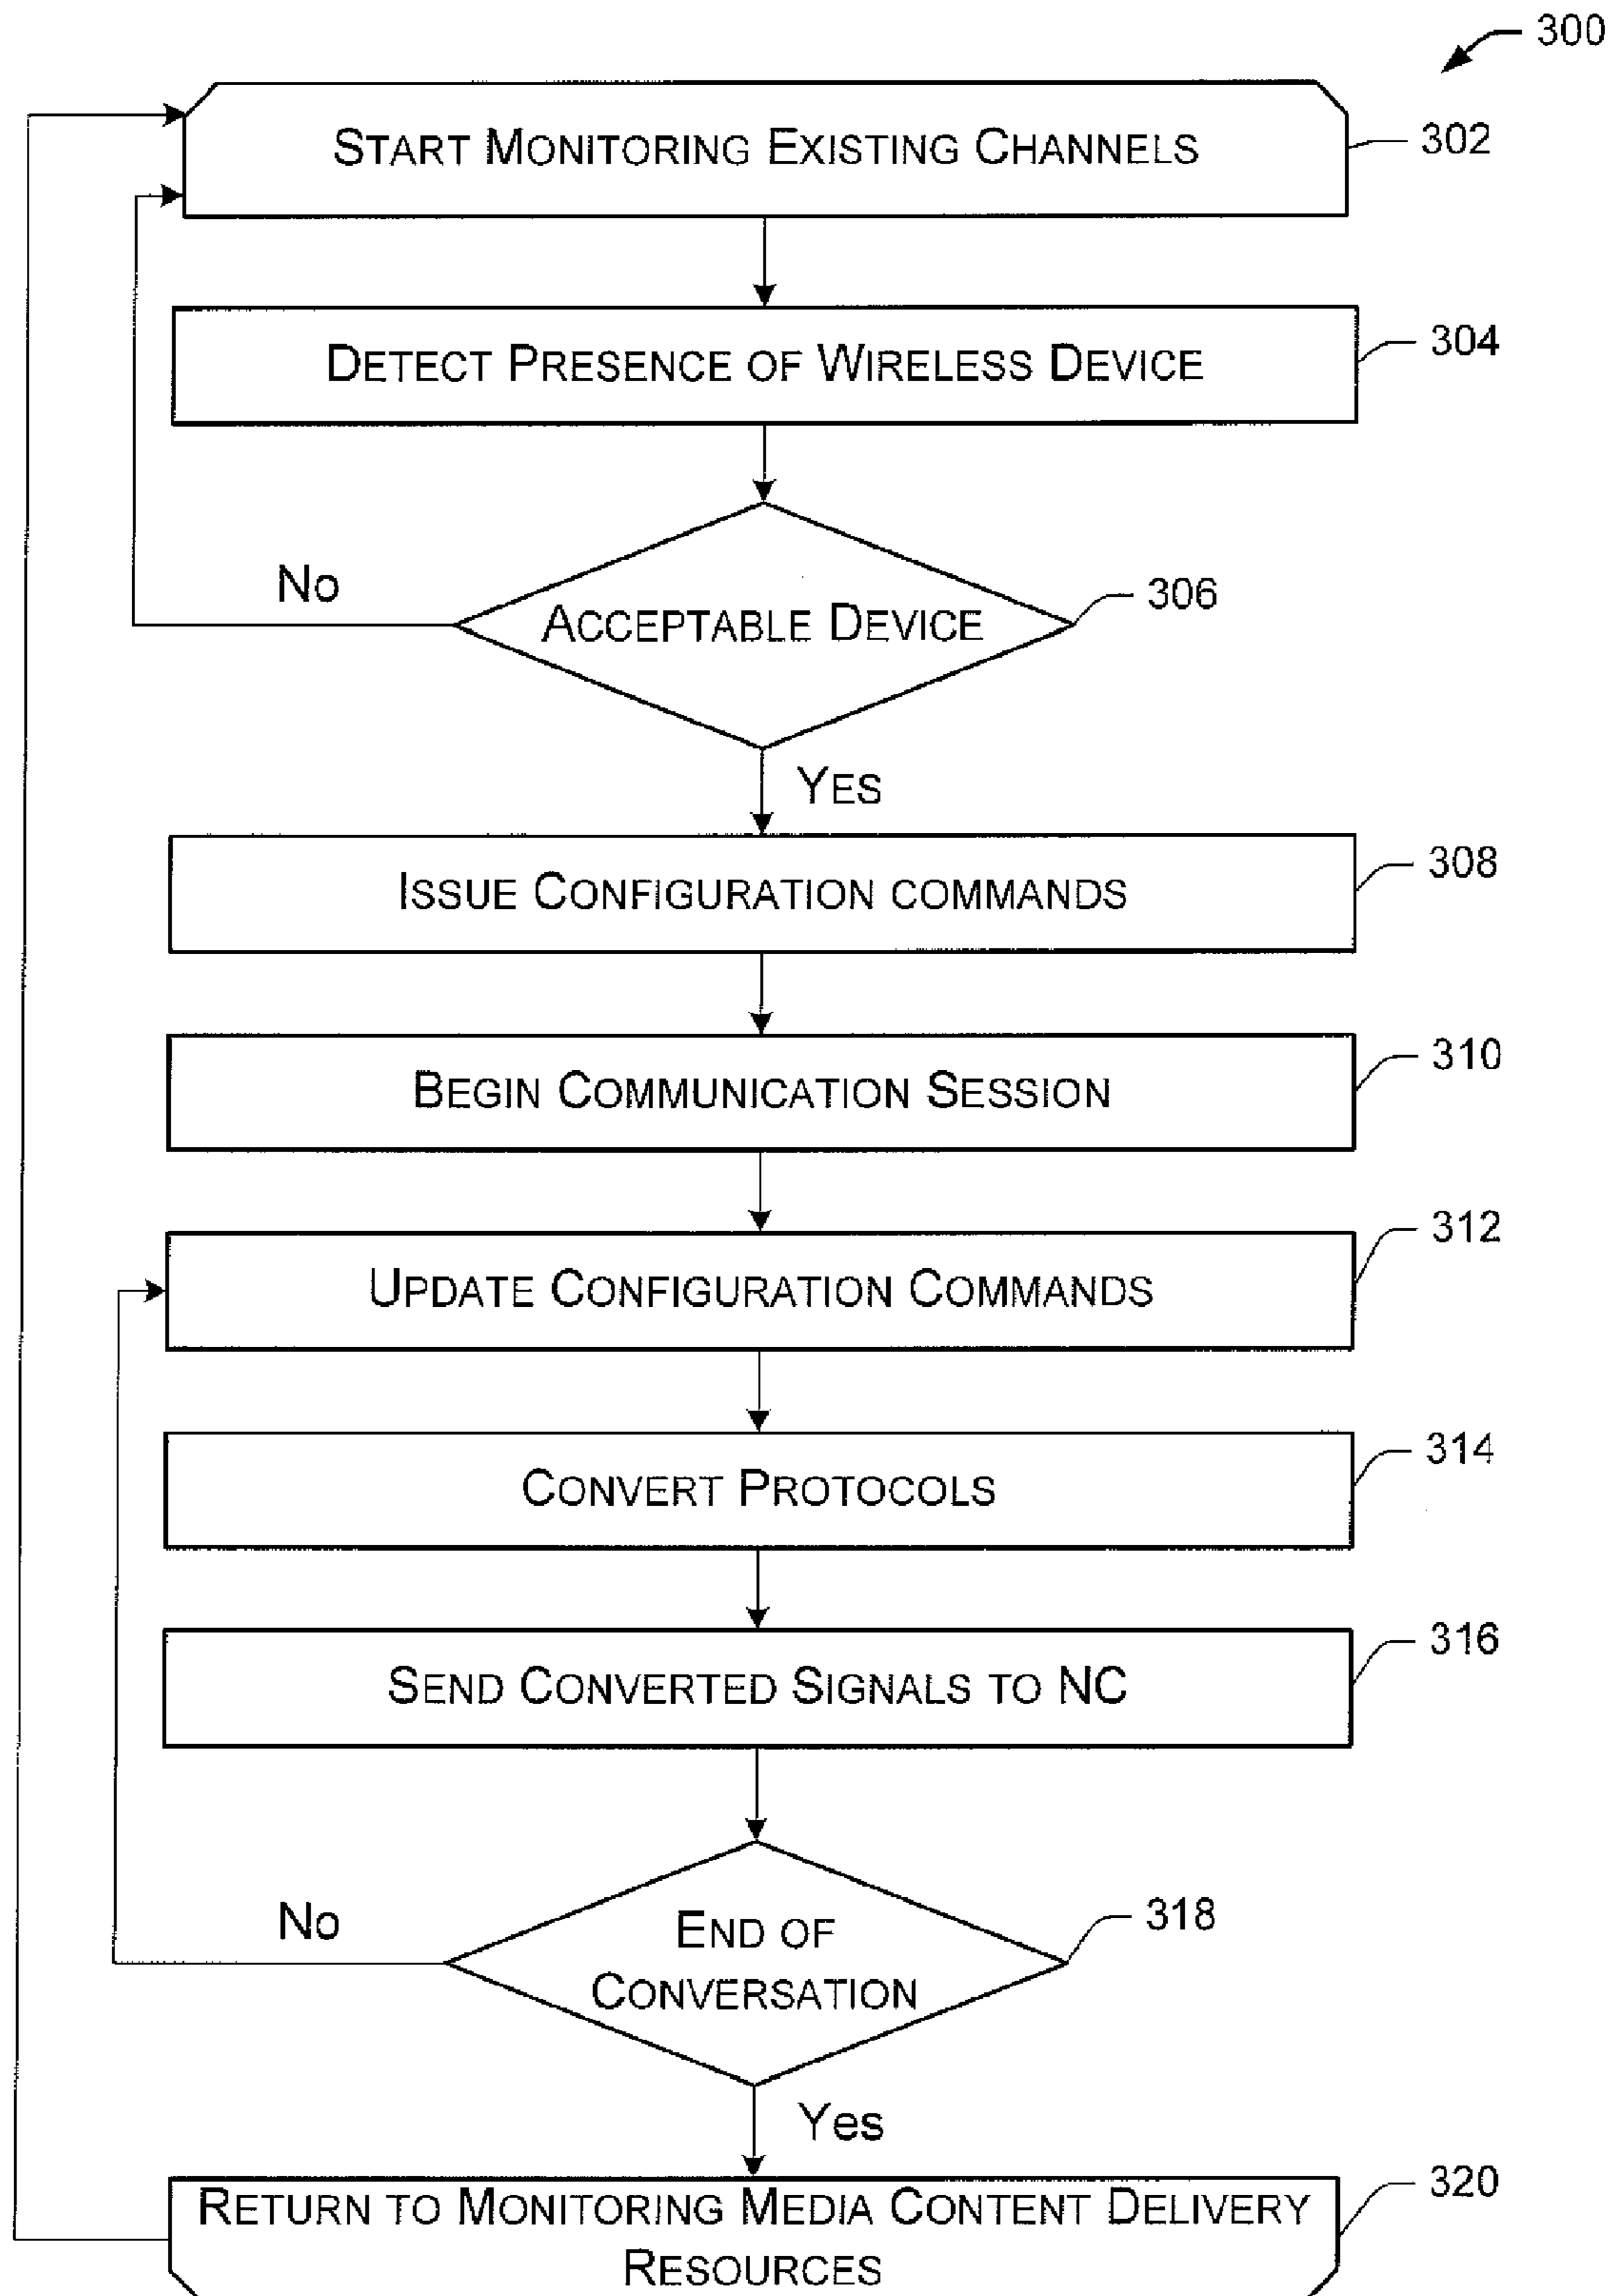 300
START MONITORING EXISTING CHANNELS
302
DETECT PRESENCE OF WIRELESS DEVICE
304
No
ACCEPTABLE DEVICE
306
YES
ISSUE CONFIGURATION COMMANDS
308
BEGIN COMMUNICATION SESSION
310
UPDATE CONFIGURATION COMMANDS
312
CONVERT PROTOCOLS
314
SEND CONVERTED SIGNALS TO NC
316
No
END OF
CONVERSATION
318
Yes
RETURN TO MONITORING MEDIA CONTENT DELIVERY
RESOURCES
320